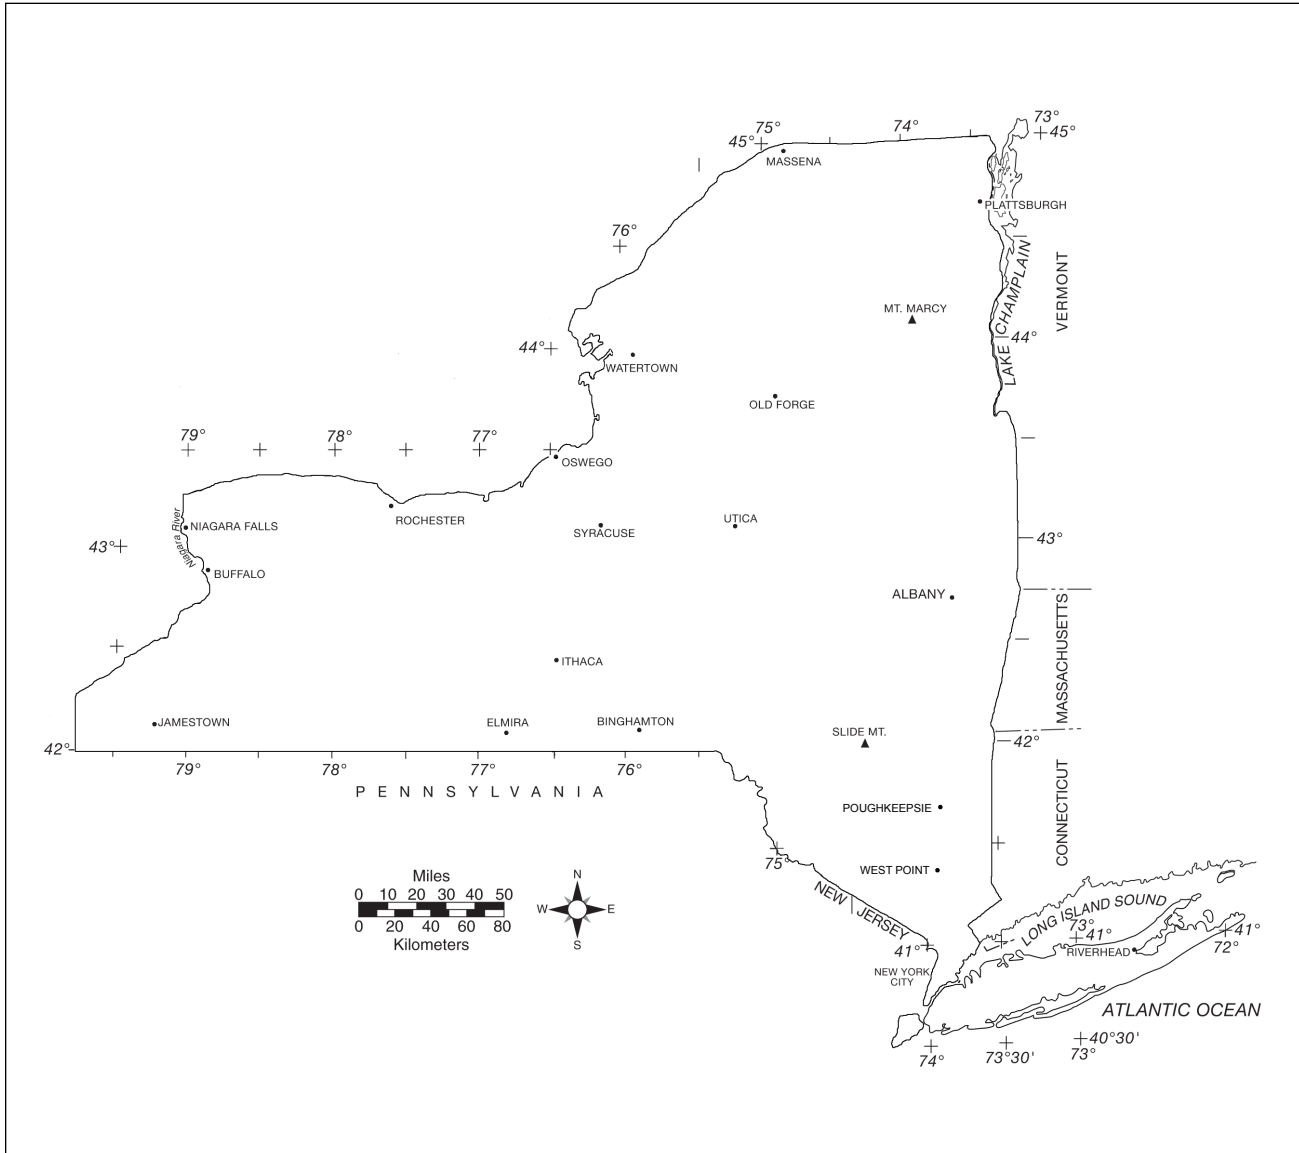 73°
75°
74°
45°
45°
MASSENA
PLATTSBURGH
76°
LAKE CHAMPLAIN
VERMONT
MT. MARCY
44°
44°
WATERTOWN
OLD FORGE
79°
78°
77°
OSWEGO
Niagara River
NIAGARA FALLS
ROCHESTER
SYRACUSE
UTICA
43°
43°
BUFFALO
ALBANY
MASSACHUSETTS
ITHACA
JAMESTOWN
ELMIRA
BINGHAMTON
SLIDE MT.
42°
42°
79°
78°
77°
76°
PENNSYLVANIA
CONNECTICUT
POUGHKEEPSIE
75°
WEST POINT
Miles
0 10 20 30 40 50
0 20 40 60 80
Kilometers
N
W E
S
NEW JERSEY
LONG ISLAND SOUND
73°
41°
41°
72°
41°
RIVERHEAD
NEW YORK
CITY
ATLANTIC OCEAN
74°
73°30'
40°30'
73°